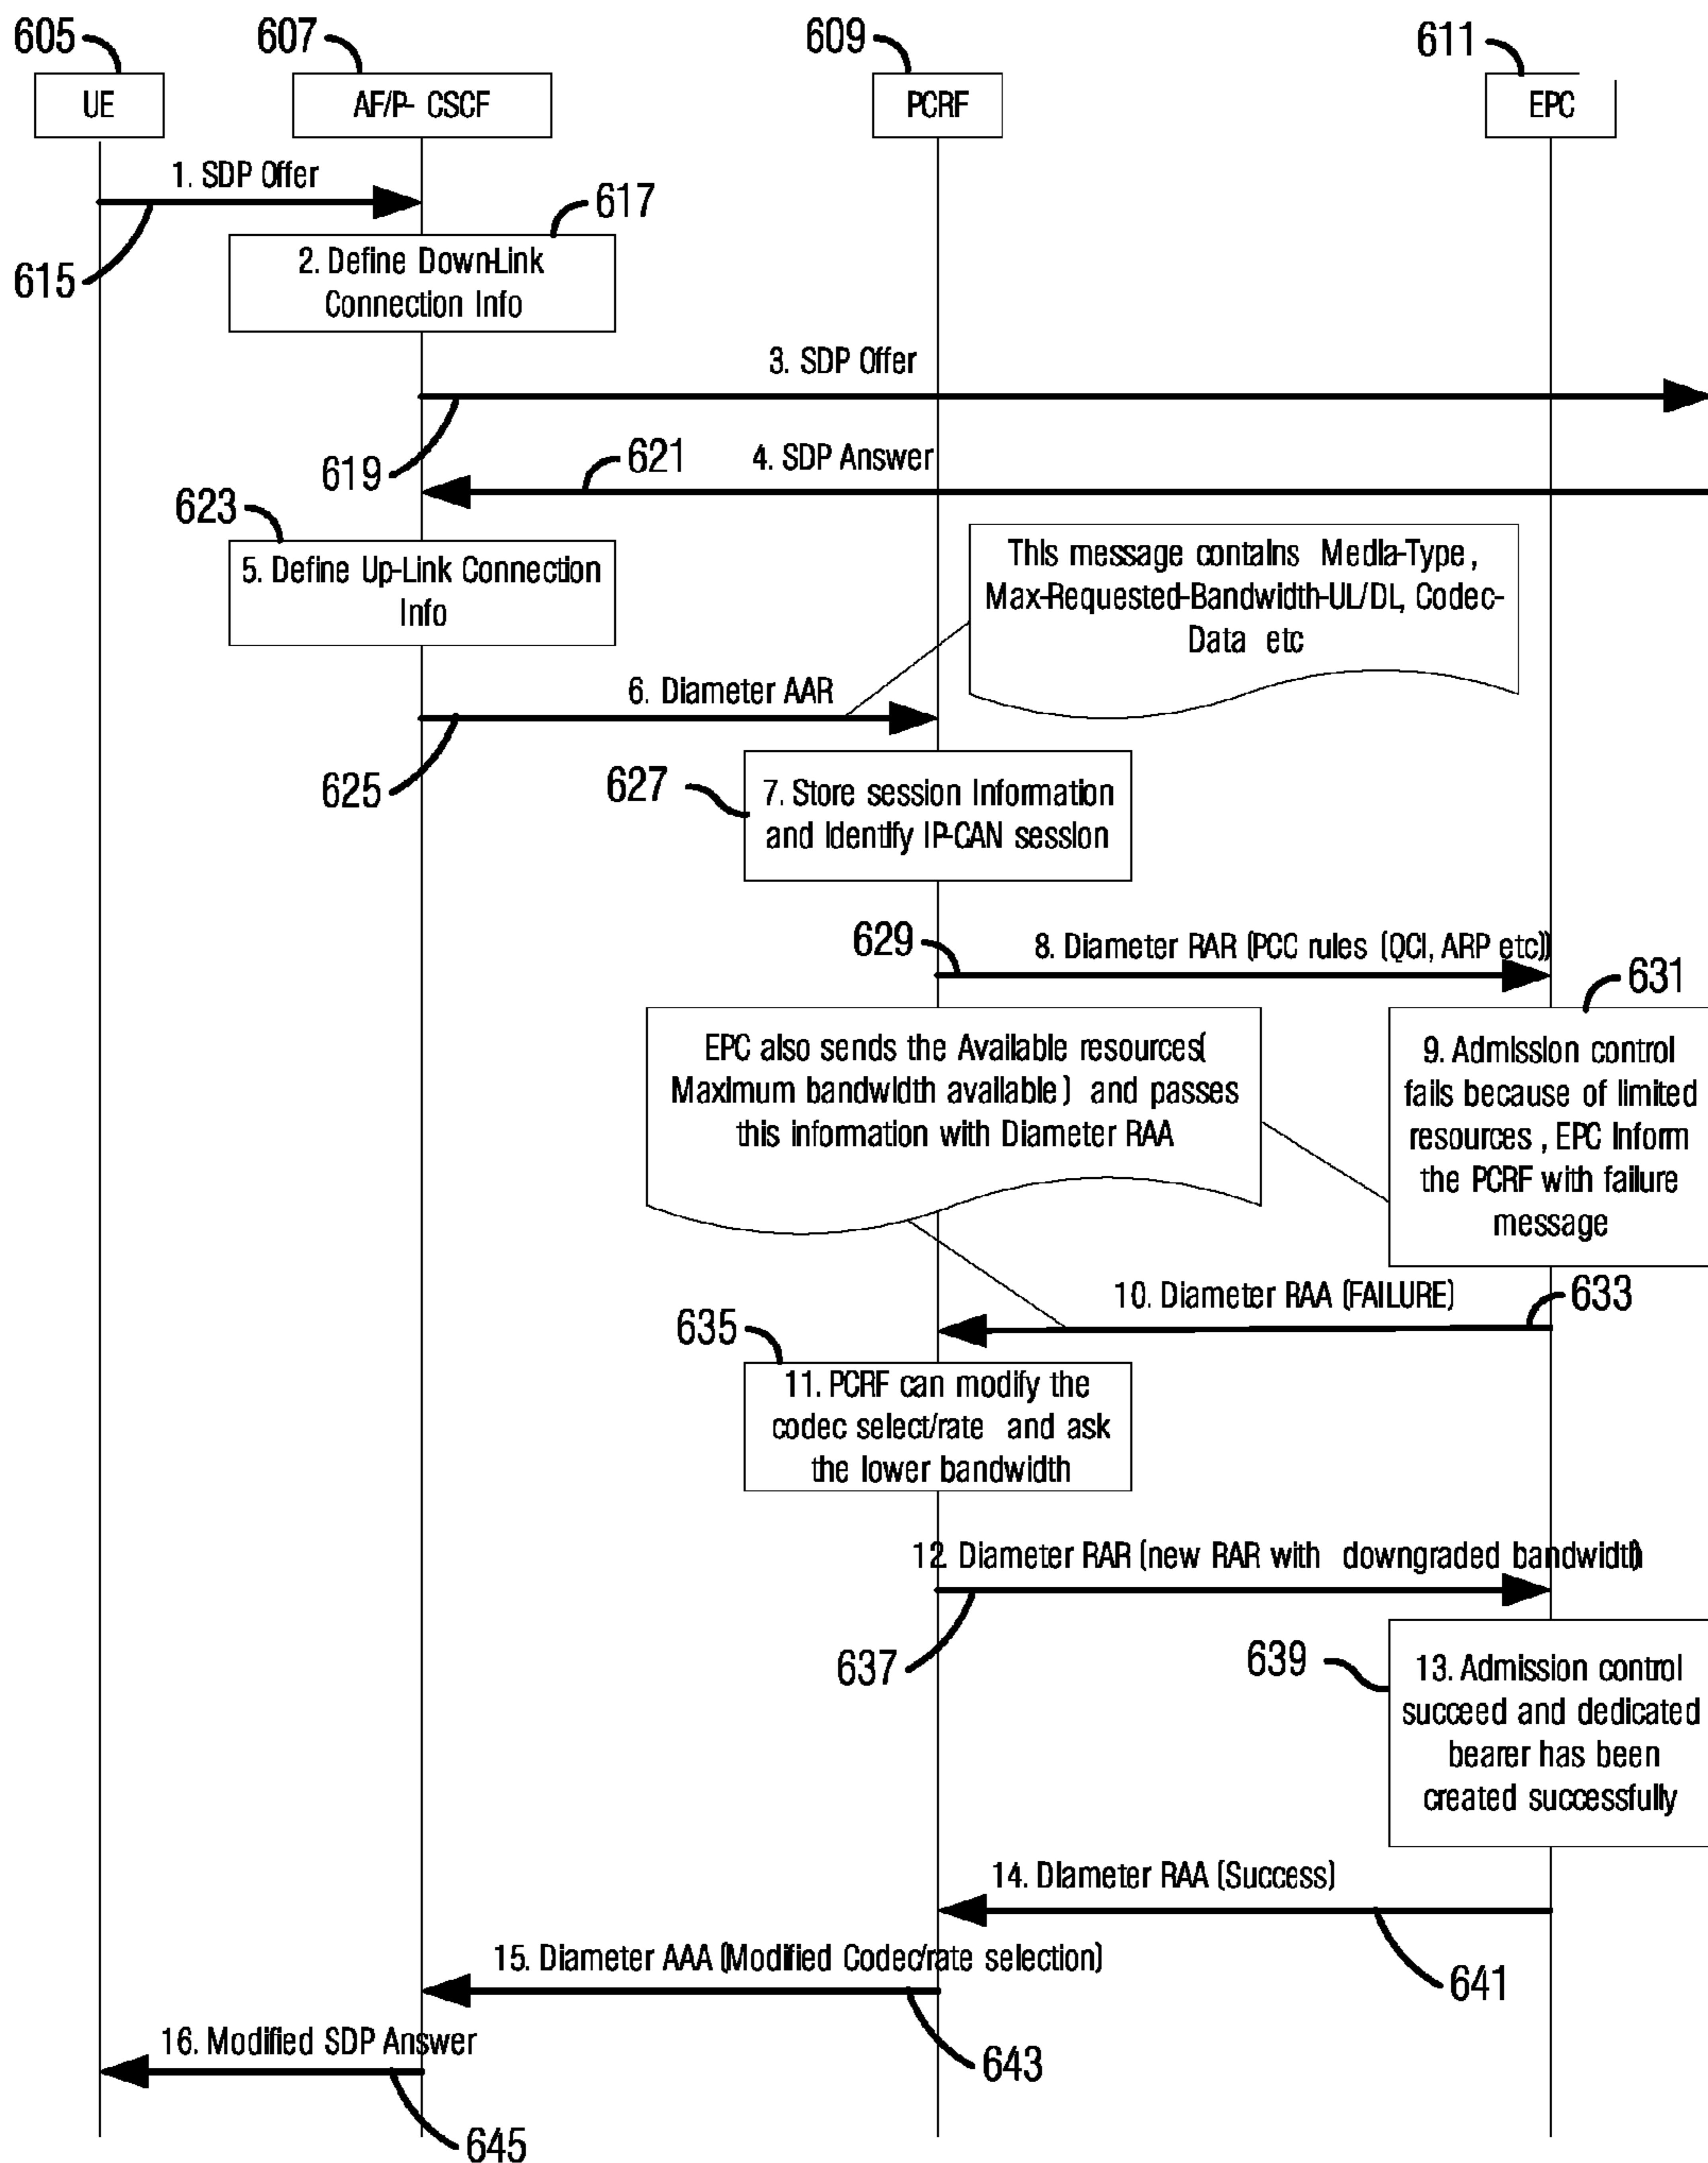 605
607
609
611
UE
AF/P- CSCF
PCRF
EPC
1. SDP Offer
615
617
2. Define Down-Link
Connection Info
3. SDP Offer
619
621
4. SDP Answer
623
5. Define Up-Link Connection
Info
This message contains Media-Type,
Max-Requested-Bandwidth-UL/DL, Codec-
Data etc
6. Diameter AAR
625
627
7. Store session Information
and Identify IP-CAN session
629
8. Diameter RAR (PCC rules (QCI, ARP etc))
631
EPC also sends the Available resources(
Maximum bandwidth available) and passes
this information with Diameter RAA
9. Admission control
fails because of limited
resources , EPC Inform
the PCRF with failure
message
10. Diameter RAA (FAILURE)
633
635
11. PCRF can modify the
codec select/rate and ask
the lower bandwidth
12. Diameter RAR (new RAR with downgraded bandwidth)
637
639
13. Admission control
succeed and dedicated
bearer has been
created successfully
14. Diameter RAA (Success)
641
15. Diameter AAA (Modified Codec/rate selection)
643
16. Modified SDP Answer
645